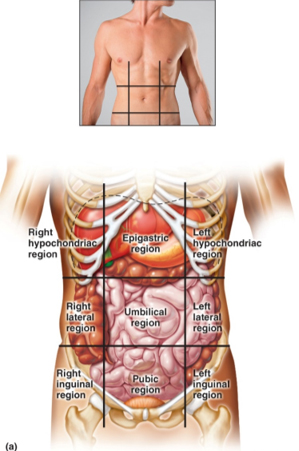 Right
hypochondriac
region
Epigastric
region
Left
hypochondriac
region
Right
lateral
region
Umbilical
region
Left
lateral
region
Right
inguinal
region
Pubic
region
Left
inguinal
region
(a)